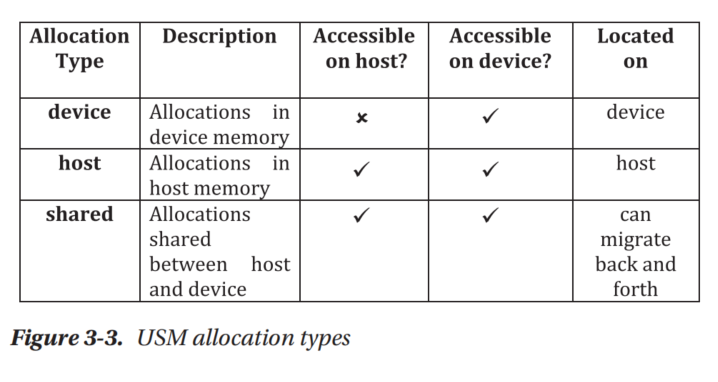 Allocation Type Description Accessible on host? Accessible on device? Located on
device Allocations in device memory ✘ ✓ device
host Allocations in host memory ✓ ✓ host
shared Allocations shared between host and device ✓ ✓ can migrate back and forth
Figure 3-3. USM allocation types